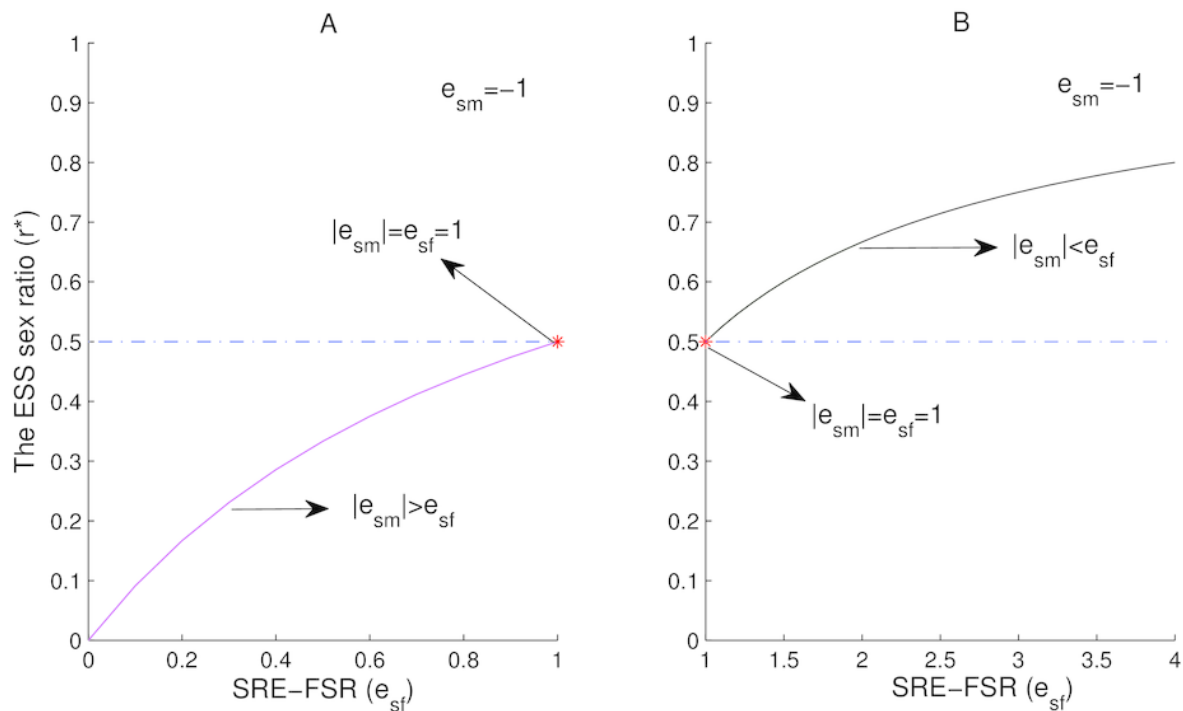 A
The ESS sex ratio (r*)
1
0.9
0.8
0.7
0.6
0.5
0.4
0.3
0.2
0.1
0
e_sm=−1
|e_sm|=e_sf=1
|e_sm|>e_sf
0 0.2 0.4 0.6 0.8 1
SRE−FSR (e_sf)
B
1
0.9
0.8
0.7
0.6
0.5
0.4
0.3
0.2
0.1
0
e_sm=−1
|e_sm|<e_sf
|e_sm|=e_sf=1
1 1.5 2 2.5 3 3.5 4
SRE−FSR (e_sf)